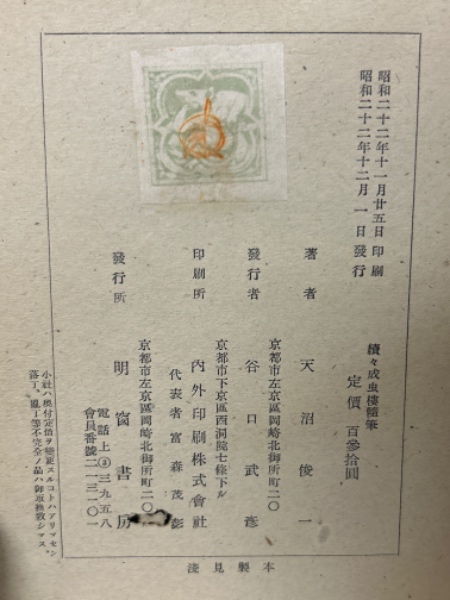 昭和二十二年十一月廿五日 印刷
昭和二十二年十二月一日 發行
續々成虫樓隨筆
定價 百參拾圓
著者 天沼俊一
京都市左京區岡崎北御所町二〇
發行者 谷口武彥
京都市下京區西洞院七條下ル
印刷所 內外印刷株式會社
代表者 富森茂彰
京都市左京區岡崎北御所町二〇
發行所 明窗書房
電話上③三九五八
會員番號二一三一〇一
小社ハ奧付定價ヲ變更スルコトハアリマセン
落丁、亂丁等不完全ノ品ハ御取換致シマス。
本製見淺